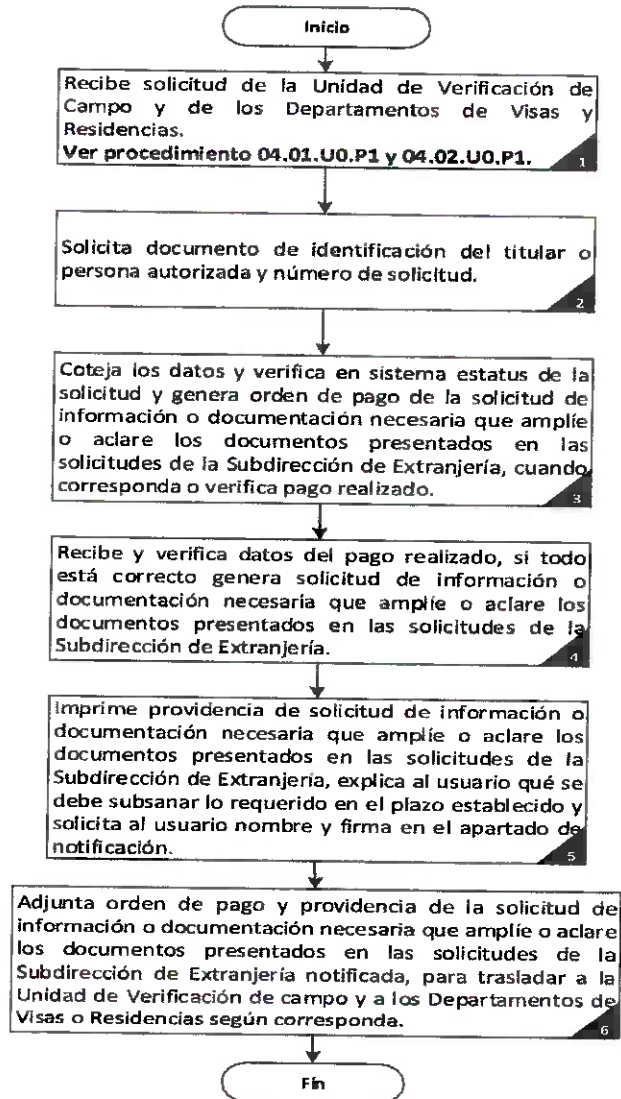 Inicio
Recibe solicitud de la Unidad de Verificación de
Campo y de los Departamentos de Visas y
Residencias.
Ver procedimiento 04.01.U0.P1 y 04.02.U0.P1.
1
Solicita documento de identificación del titular o
persona autorizada y número de solicitud.
2
Coteja los datos y verifica en sistema estatus de la
solicitud y genera orden de pago de la solicitud de
información o documentación necesaria que amplíe
o aclare los documentos presentados en las
solicitudes de la Subdirección de Extranjería, cuando
corresponda o verifica pago realizado.
3
Recibe y verifica datos del pago realizado, si todo
está correcto genera solicitud de información o
documentación necesaria que amplíe o aclare los
documentos presentados en las solicitudes de la
Subdirección de Extranjería.
4
Imprime providencia de solicitud de información o
documentación necesaria que amplíe o aclare los
documentos presentados en las solicitudes de la
Subdirección de Extranjería, explica al usuario qué se
debe subsanar lo requerido en el plazo establecido y
solicita al usuario nombre y firma en el apartado de
notificación.
5
Adjunta orden de pago y providencia de la solicitud de
información o documentación necesaria que amplíe o aclare
los documentos presentados en las solicitudes de la
Subdirección de Extranjería notificada, para trasladar a la
Unidad de Verificación de campo y a los Departamentos de
Visas o Residencias según corresponda.
6
Fin